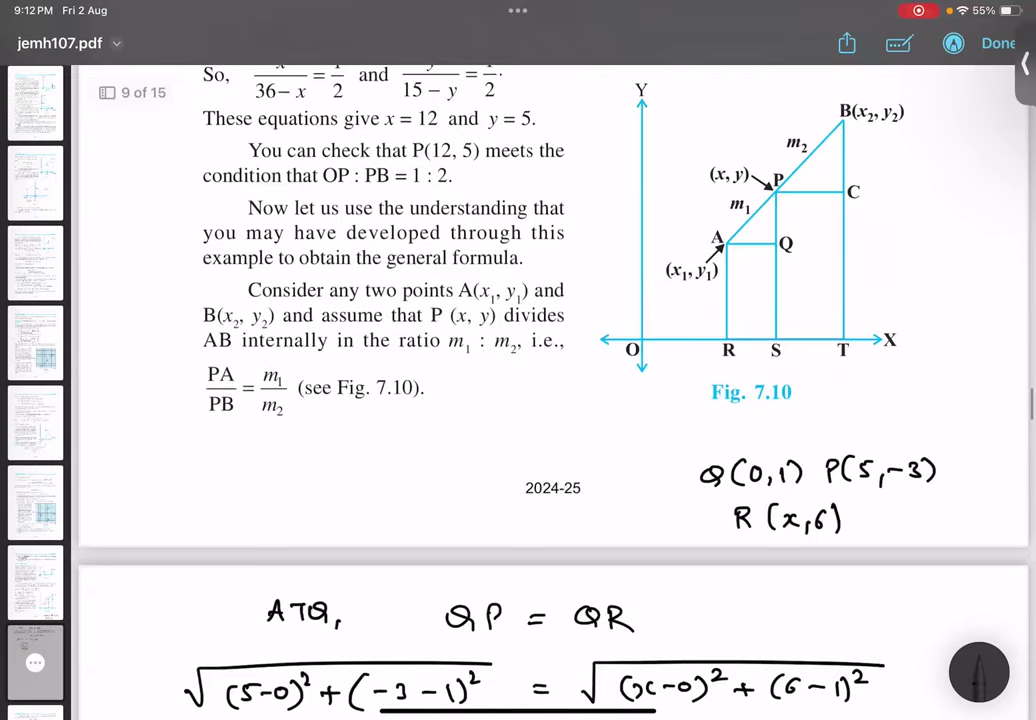 9:12 PM Fri 2 Aug
55%
jemh107.pdf
Done
9 of 15
So, 36 – x = 1/2 and 15 – y = 1/2.
These equations give x = 12 and y = 5.
You can check that P(12, 5) meets the
condition that OP : PB = 1 : 2.
Now let us use the understanding that
you may have developed through this
example to obtain the general formula.
Consider any two points A(x₁, y₁) and
B(x₂, y₂) and assume that P (x, y) divides
AB internally in the ratio m₁ : m₂, i.e.,
PA/PB = m₁/m₂ (see Fig. 7.10).
Y
B(x₂, y₂)
m₂
(x, y)
P
C
m₁
A
Q
(x₁, y₁)
O
R
S
T
X
Fig. 7.10
2024-25
Q(0,1) P(5,-3)
R (x,6)
ATQ, QP = QR
√(5-0)² + (-3-1)² = √(x-0)² + (6-1)²